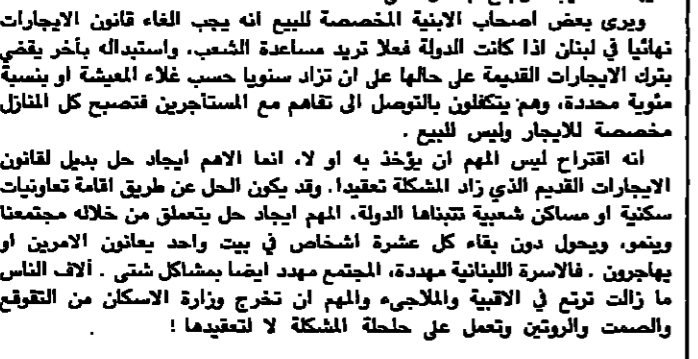 ويرى بعض اصحاب الابنية المخصصة للبيع انه يجب الغاء قانون الايجارات
نهائيا في لبنان اذا كانت الدولة فعلا تريد مساعدة الشعب، واستبداله بأخر يقضي
بترك الايجارات القديمة على حالها على ان تزاد سنويا حسب غلاء المعيشة او بنسبة
مئوية محددة، وهم يتكفلون بالتوصل الى تفاهم مع المستأجرين فتصبح كل المنازل
مخصصة للايجار وليس للبيع .
انه اقتراح ليس المهم ان يؤخذ به او لا، انما الاهم ايجاد حل بديل لقانون
الايجارات القديم الذي زاد المشكلة تعقيدا. وقد يكون الحل عن طريق اقامة تعاونيات
سكنية او مساكن شعبية تتبناها الدولة. المهم ايجاد حل يتعملق من خلاله مجتمعنا
وينمو، ويحول دون بقاء كل عشرة اشخاص في بيت واحد يعانون الامرين او
يهاجرون . فالاسرة اللبنانية مهددة، المجتمع مهدد ايضا بمشاكل شتى . آلاف الناس
ما زالت ترتع في الاقبية والملاجىء والمهم ان تخرج وزارة الاسكان من التقوقع
والصمت والروتين وتعمل على حلحلة المشكلة لا لتعقيدها !